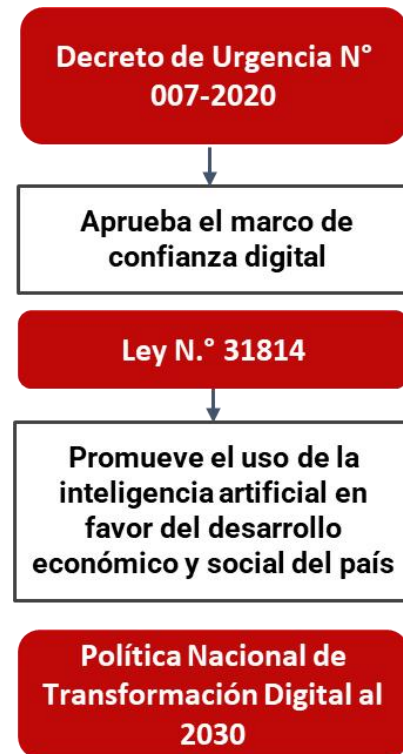 Decreto de Urgencia N°
007-2020
Aprueba el marco de
confianza digital
Ley N.° 31814
Promueve el uso de la
inteligencia artificial en
favor del desarrollo
económico y social del país
Política Nacional de
Transformación Digital al
2030